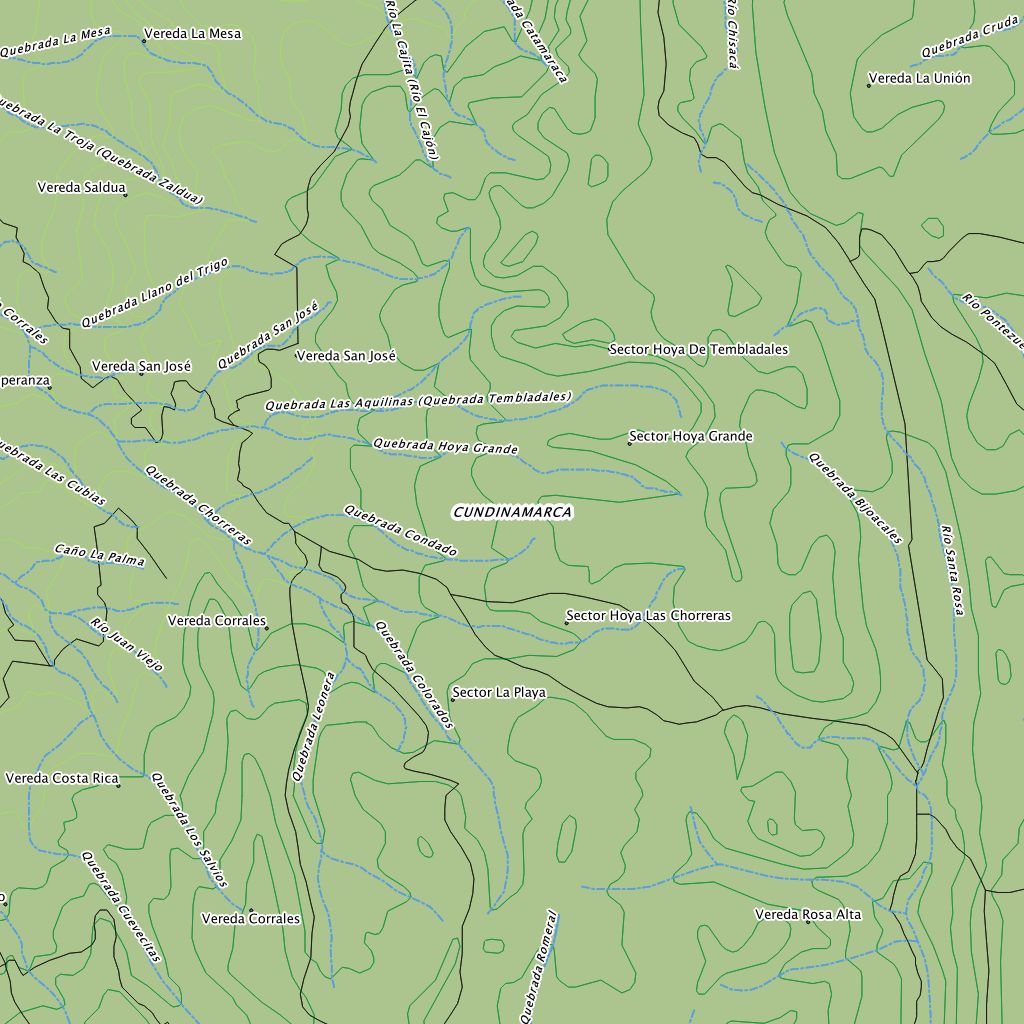 Quebrada La Mesa
Vereda La Mesa
Río La Cajita (Río El Cajón)
Catamaraca
Río Chisacá
Quebrada Cruda
Vereda La Unión
Quebrada La Troja (Quebrada Zaldua)
Vereda Saldua
Quebrada Llano del Trigo
Corrales
Quebrada San José
Vereda San José
Vereda San José
Sector Hoya De Tembladales
Quebrada Las Aquilinas (Quebrada Tembladales)
Quebrada Hoya Grande
Sector Hoya Grande
Quebrada Las Cubias
Quebrada Chorreras
Quebrada Bijoacales
Quebrada Condado
CUNDINAMARCA
Caño La Palma
Río Santa Rosa
Río Juan Viejo
Vereda Corrales
Sector Hoya Las Chorreras
Quebrada Colorados
Quebrada Leonera
Sector La Playa
Vereda Costa Rica
Quebrada Los Salvios
Quebrada Cuevecitas
Vereda Corrales
Vereda Rosa Alta
Quebrada Romeral